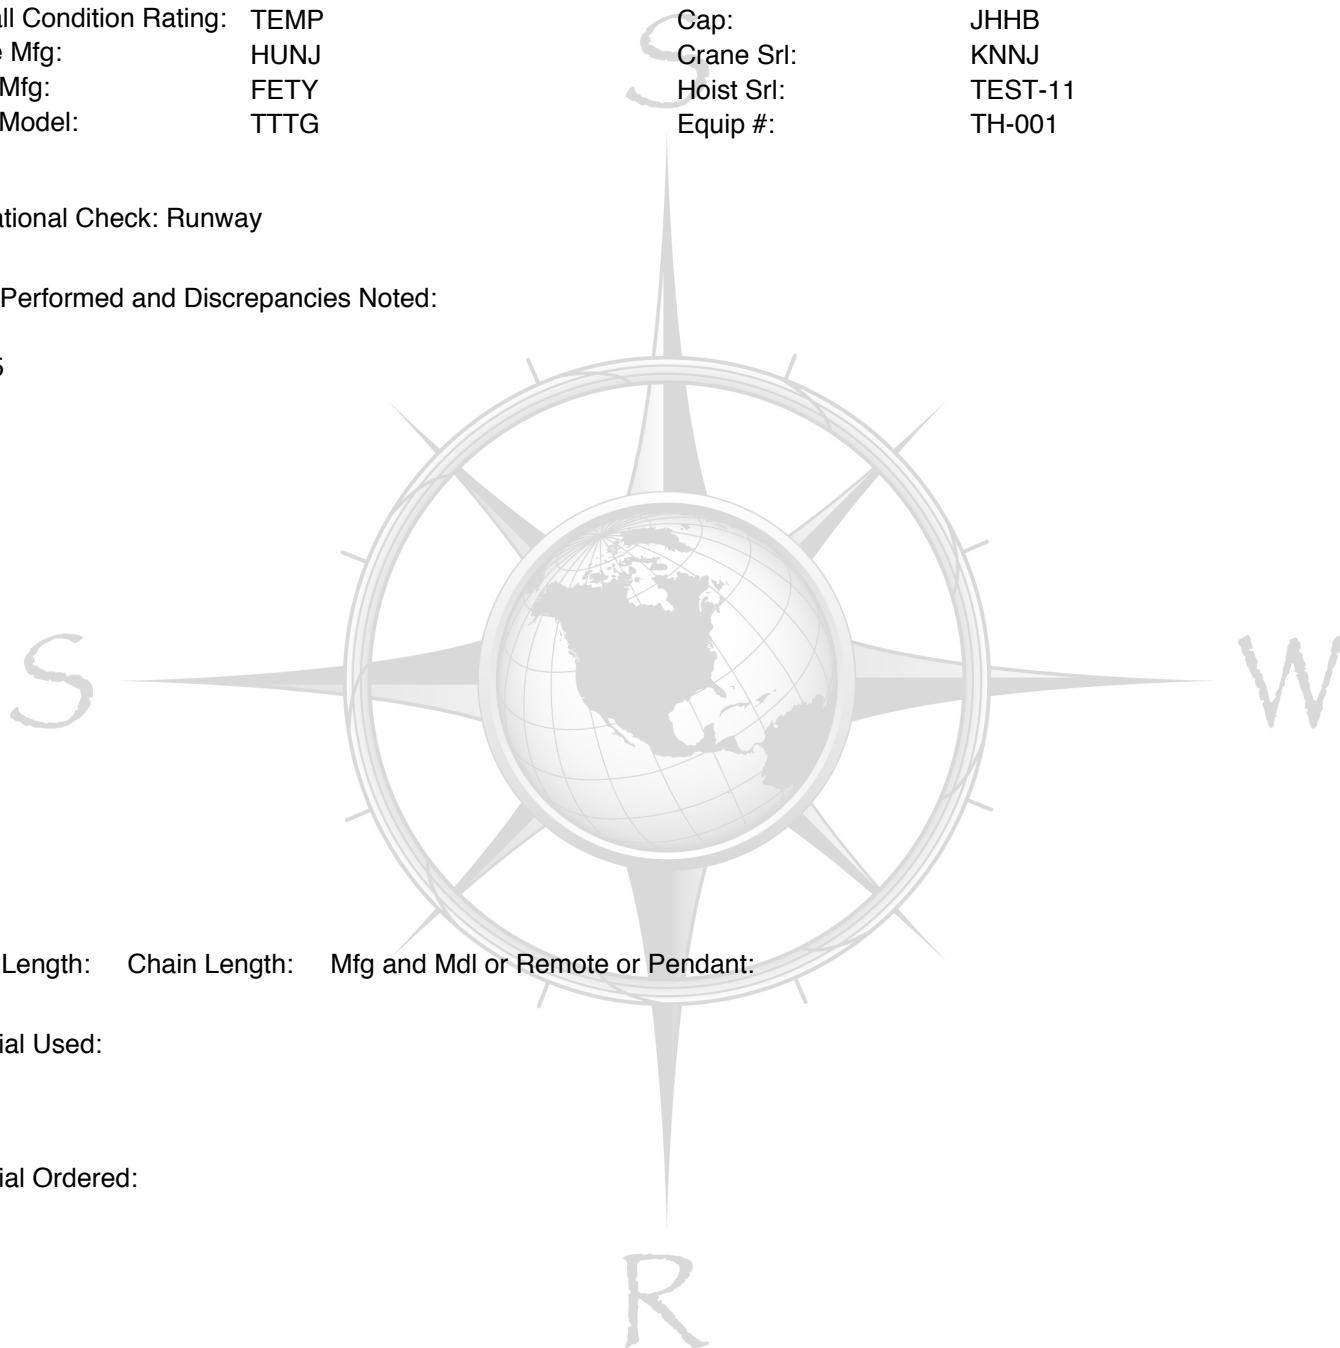 all Condition Rating: TEMP Cap: JHHB
e Mfg: HUNJ Crane Srl: KNNJ
Mfg: FETY Hoist Srl: TEST-11
Model: TTTG Equip #: TH-001
ational Check: Runway
Performed and Discrepancies Noted:
5
Length: Chain Length: Mfg and Mdl or Remote or Pendant:
ial Used:
ial Ordered:
S
S
W
R